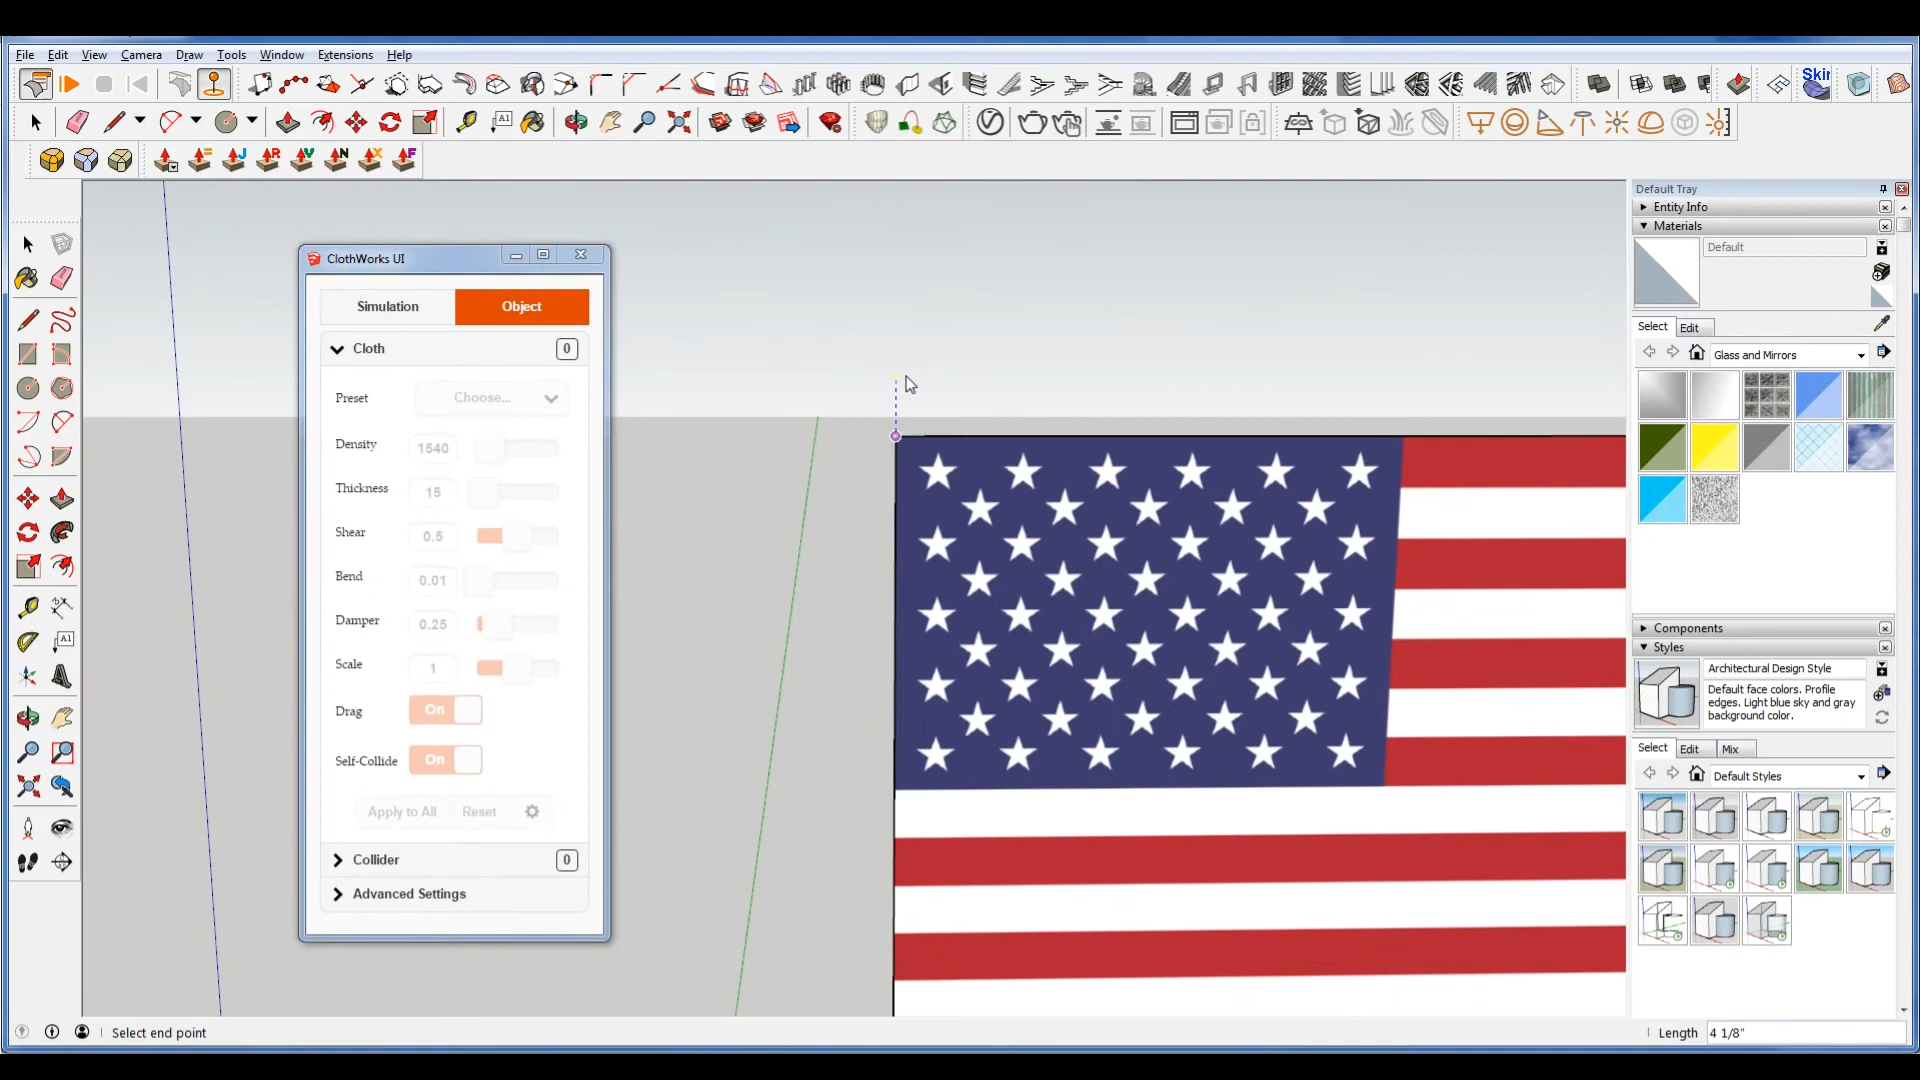 File Edit View Camera Draw Tools Window Extensions Help
A1
J R V N X F
Default Tray
Entity Info
Materials
Default
Select Edit
Glass and Mirrors
Components
Styles
Architectural Design Style
Default face colors. Profile
edges. Light blue sky and gray
background color.
Select Edit Mix
Default Styles
ClothWorks UI
Simulation Object
Cloth 0
Preset Choose...
Density 1540
Thickness 15
Shear 0.5
Bend 0.01
Damper 0.25
Scale 1
Drag On
Self-Collide On
Apply to All Reset
Collider 0
Advanced Settings
A1
Select end point
Length 4 1/8"